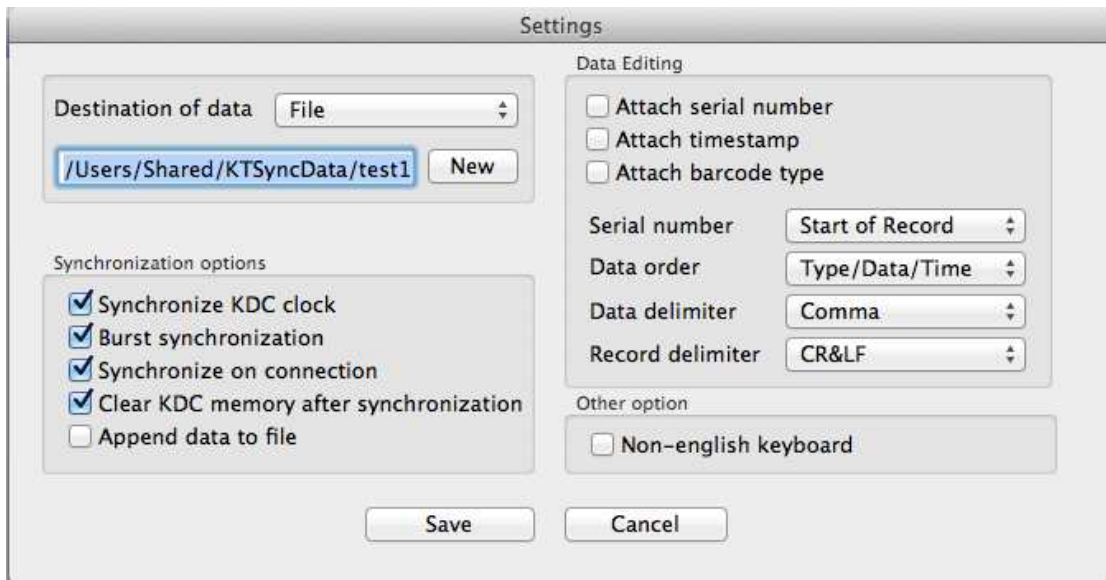 Settings
Destination of data File
/Users/Shared/KTSyncData/test1 New
Synchronization options
Synchronize KDC clock
Burst synchronization
Synchronize on connection
Clear KDC memory after synchronization
Append data to file
Data Editing
Attach serial number
Attach timestamp
Attach barcode type
Serial number Start of Record
Data order Type/Data/Time
Data delimiter Comma
Record delimiter CR&LF
Other option
Non-english keyboard
Save Cancel